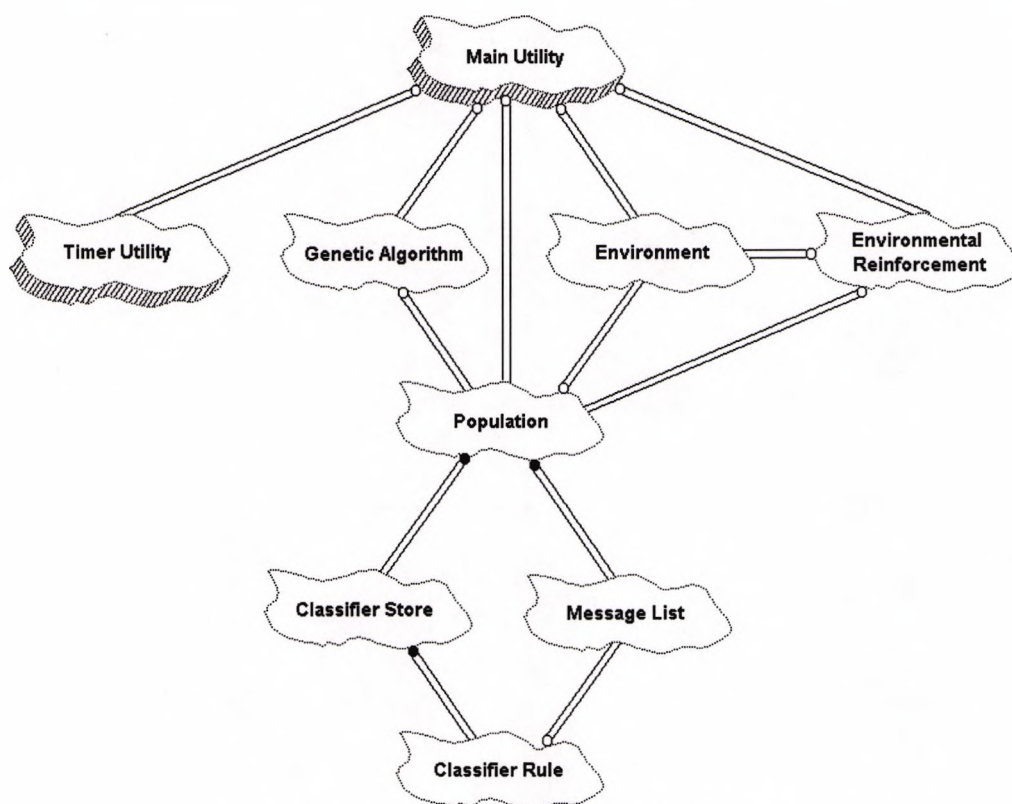 Main Utility
Timer Utility
Genetic Algorithm
Environment
Environmental
Reinforcement
Population
Classifier Store
Message List
Classifier Rule